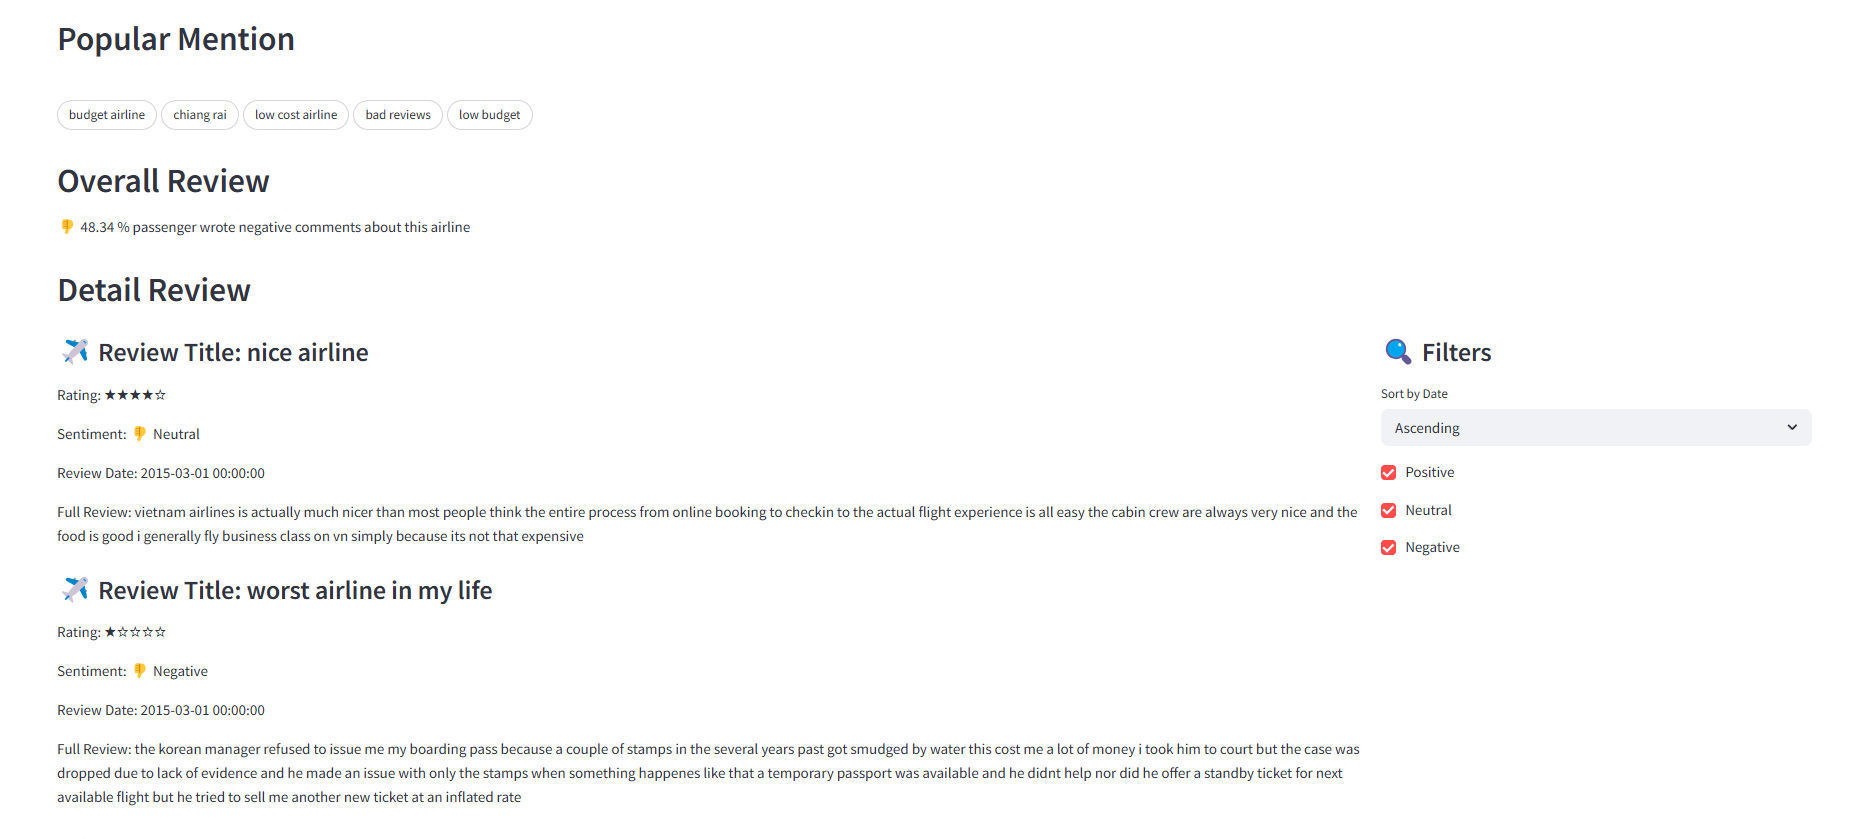 Popular Mention
budget airline
chiang rai
low cost airline
bad reviews
low budget
Overall Review
👎 48.34 % passenger wrote negative comments about this airline
Detail Review
✈️ Review Title: nice airline
Rating: ★★★★☆
Sentiment: 👎 Neutral
Review Date: 2015-03-01 00:00:00
Full Review: vietnam airlines is actually much nicer than most people think the entire process from online booking to checkin to the actual flight experience is all easy the cabin crew are always very nice and the
food is good i generally fly business class on vn simply because its not that expensive
✈️ Review Title: worst airline in my life
Rating: ★☆☆☆☆
Sentiment: 👎 Negative
Review Date: 2015-03-01 00:00:00
Full Review: the korean manager refused to issue me my boarding pass because a couple of stamps in the several years past got smudged by water this cost me a lot of money i took him to court but the case was
dropped due to lack of evidence and he made an issue with only the stamps when something happenes like that a temporary passport was available and he didnt help nor did he offer a standby ticket for next
available flight but he tried to sell me another new ticket at an inflated rate
🔍 Filters
Sort by Date
Ascending
Positive
Neutral
Negative